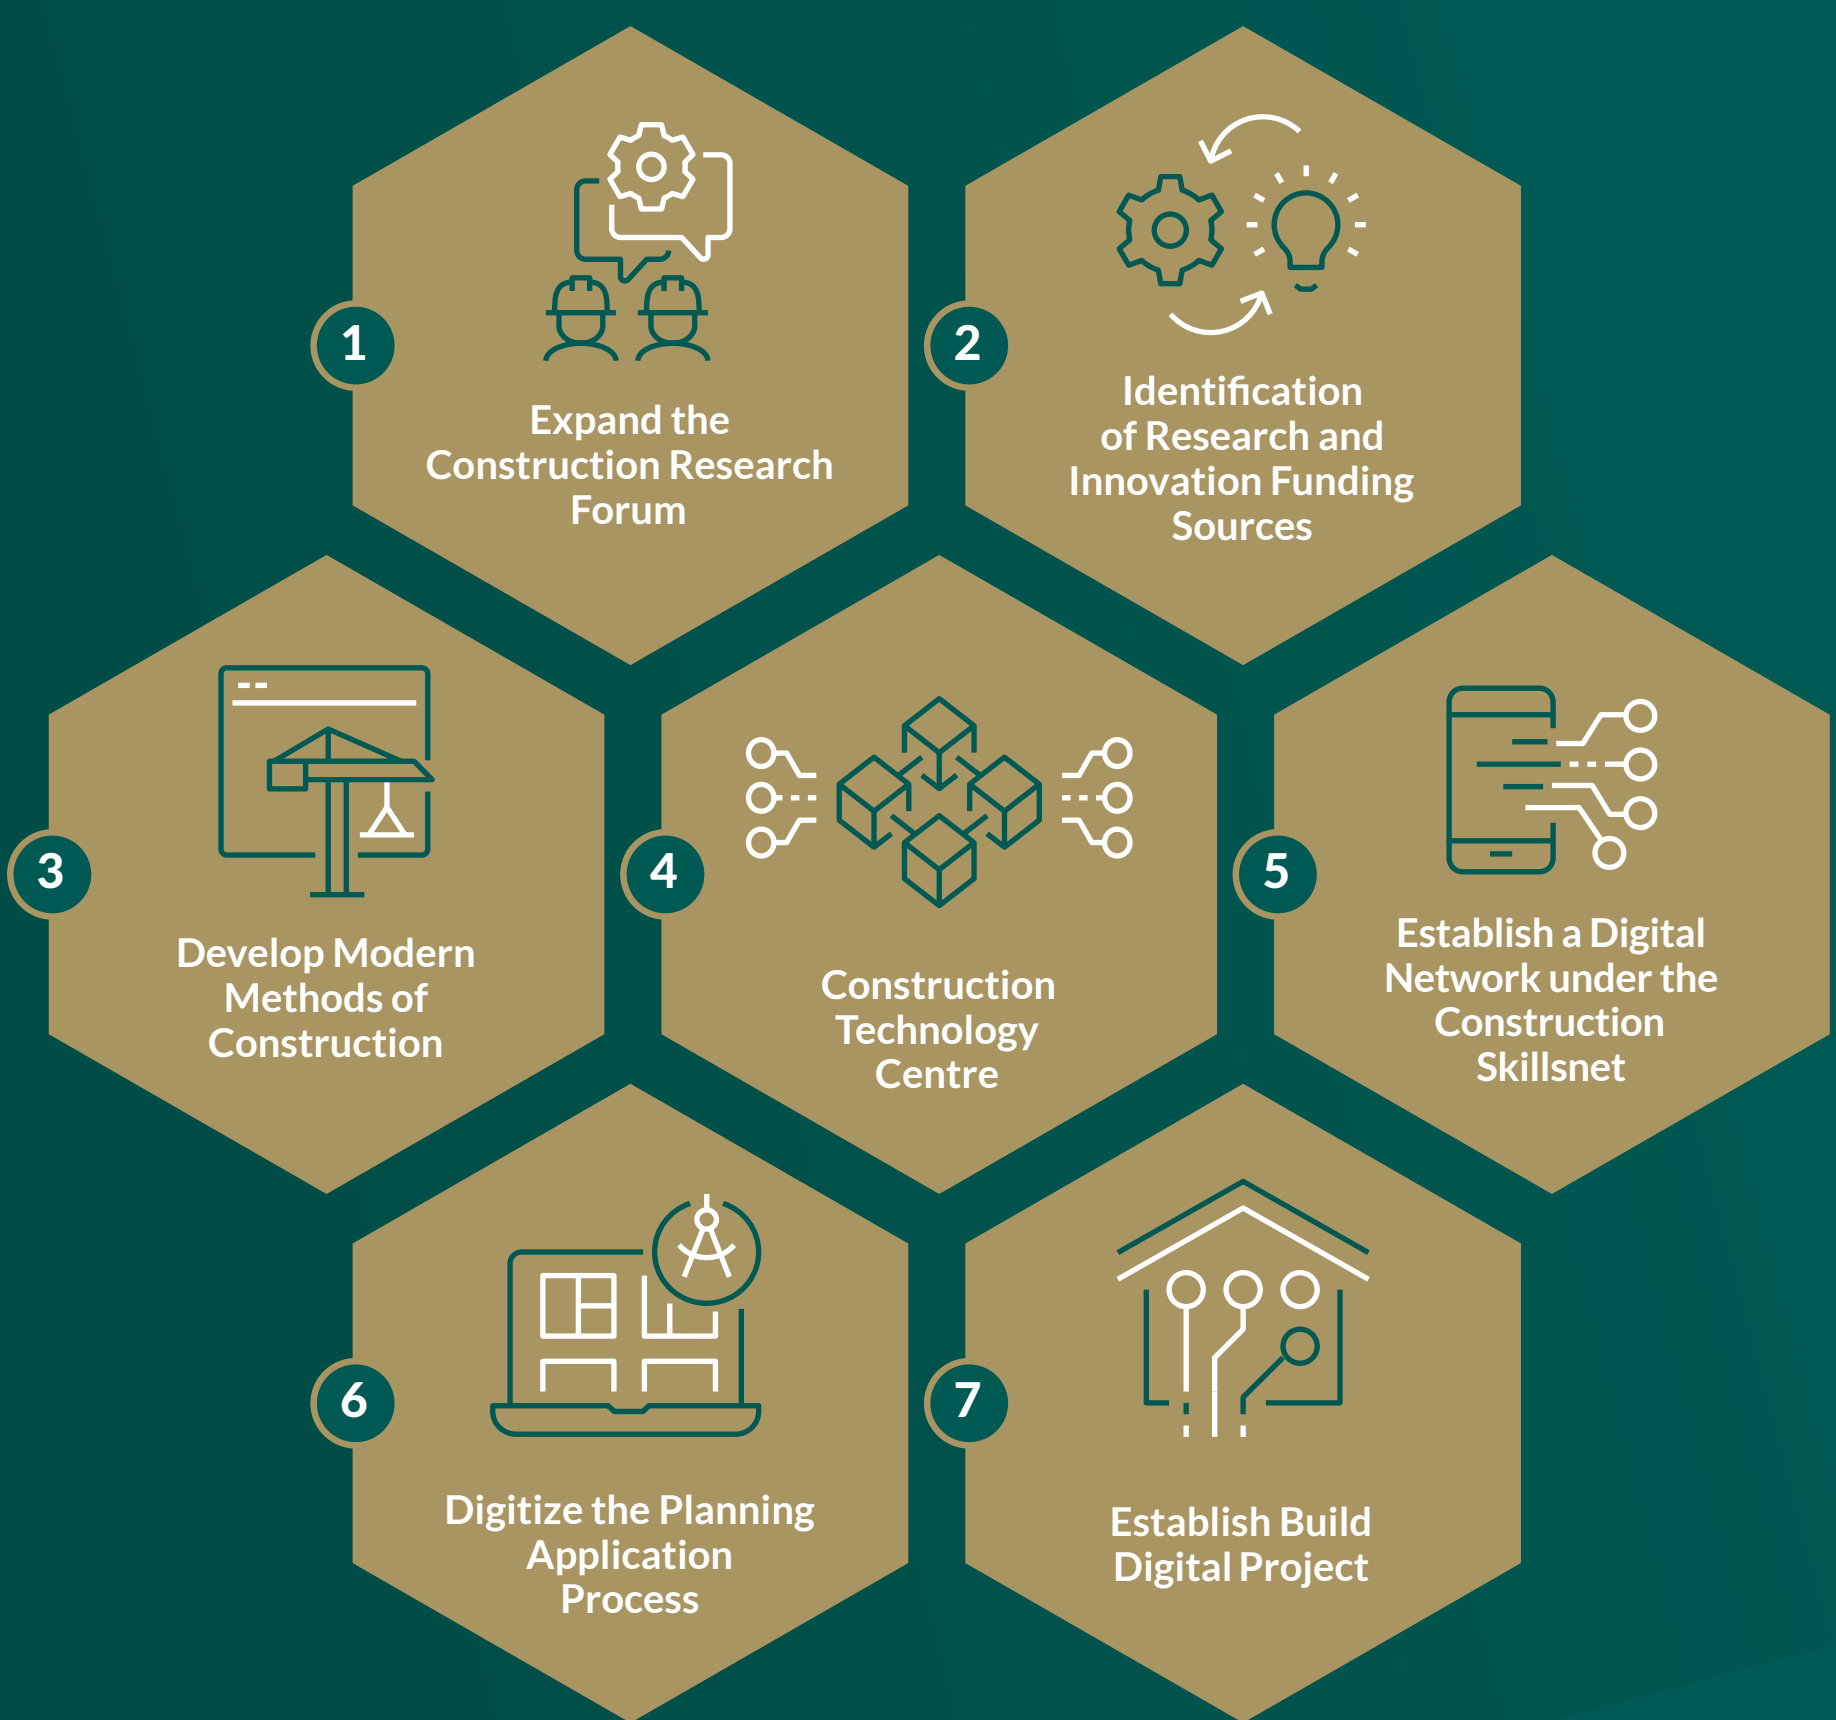 1
Expand the
Construction Research
Forum
2
Identification
of Research and
Innovation Funding
Sources
3
Develop Modern
Methods of
Construction
4
Construction
Technology
Centre
5
Establish a Digital
Network under the
Construction
Skillsnet
6
Digitize the Planning
Application
Process
7
Establish Build
Digital Project